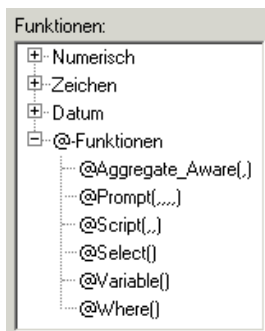 Funktionen:
Numerisch
Zeichen
Datum
@-Funktionen
@Aggregate_Aware(,)
@Prompt(,,,,)
@Script(,,)
@Select()
@Variable()
@Where()